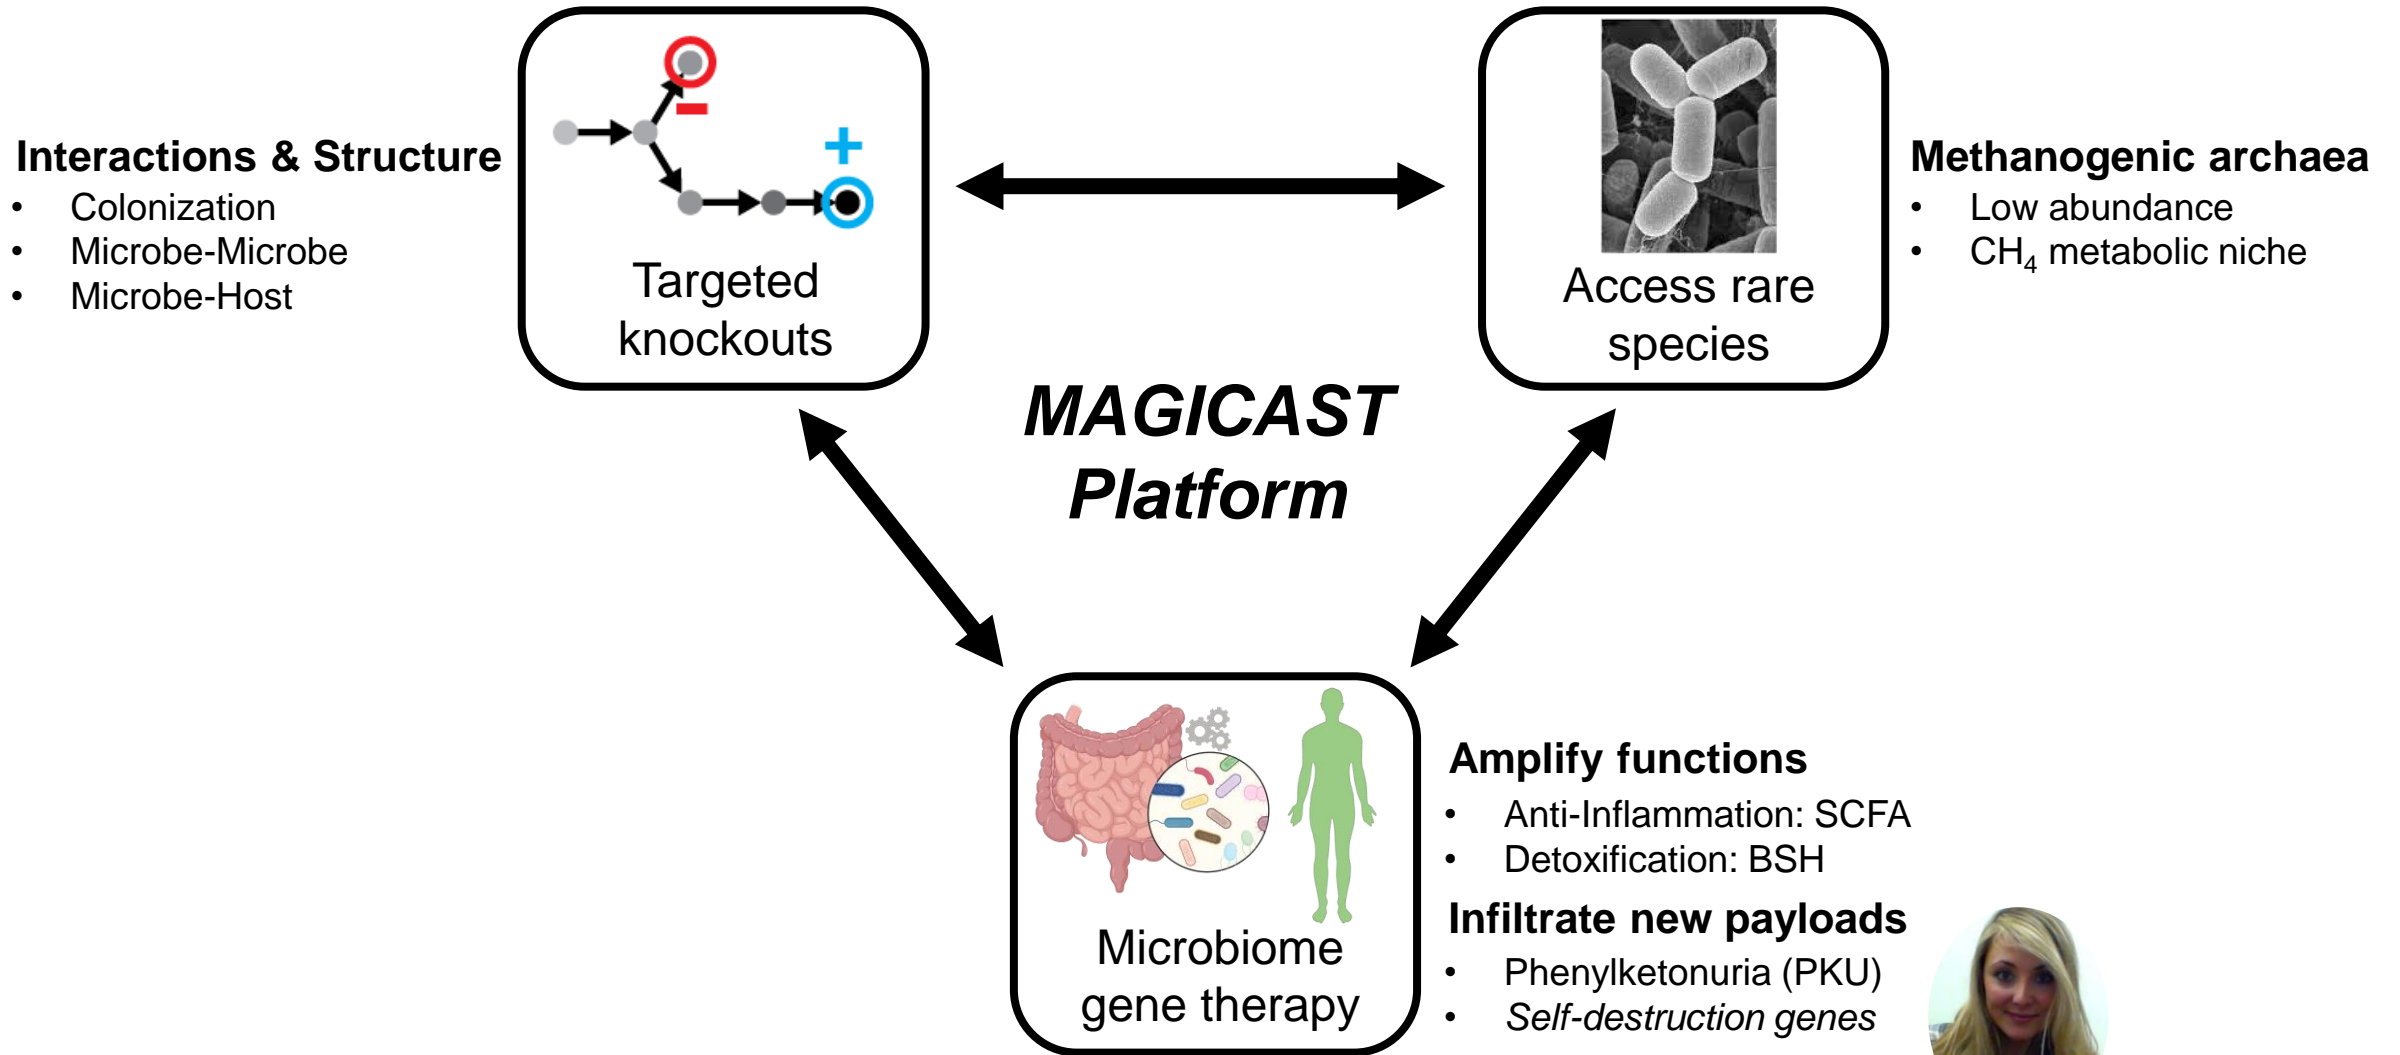 Interactions & Structure
• Colonization
• Microbe-Microbe
• Microbe-Host
−
+
Targeted
knockouts
Access rare
species
Methanogenic archaea
• Low abundance
• CH₄ metabolic niche
MAGICAST
Platform
Microbiome
gene therapy
Amplify functions
• Anti-Inflammation: SCFA
• Detoxification: BSH
Infiltrate new payloads
• Phenylketonuria (PKU)
• Self-destruction genes